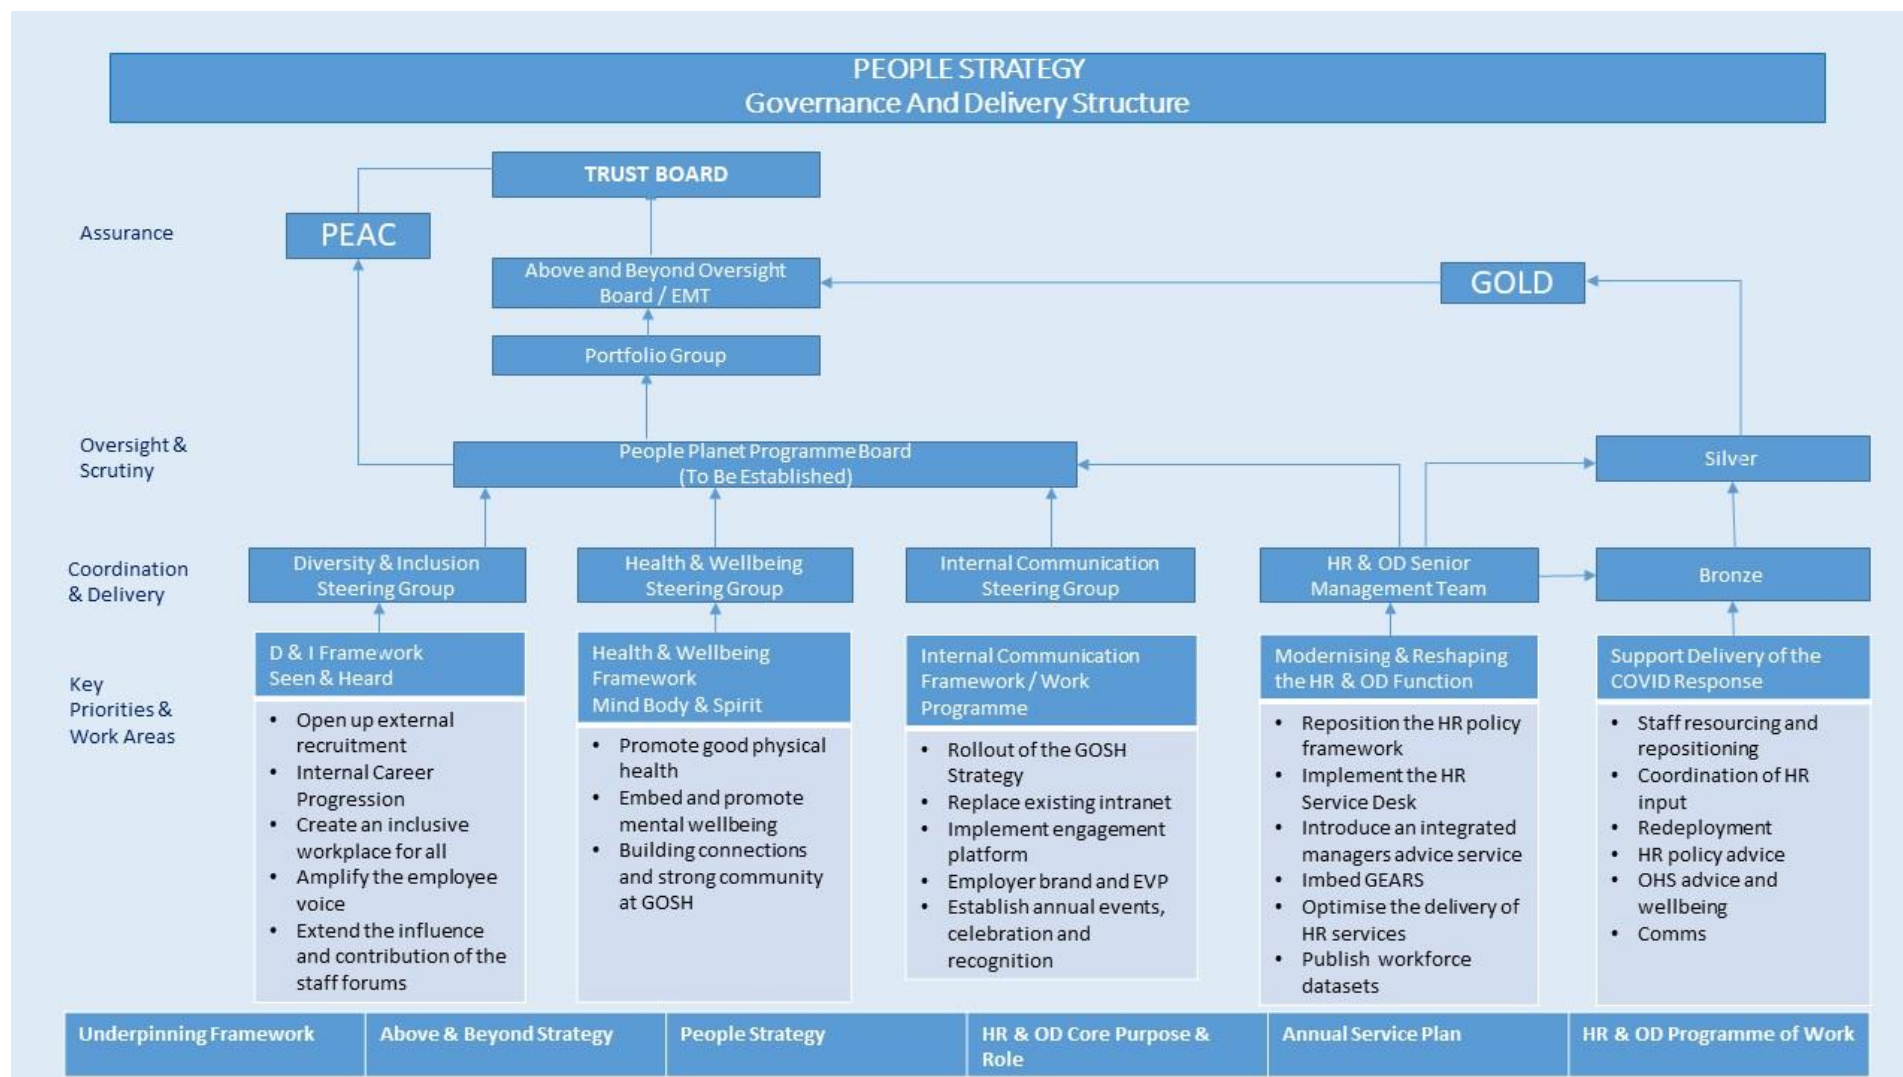 PEOPLE STRATEGY
Governance And Delivery Structure
TRUST BOARD
Assurance
PEAC
Above and Beyond Oversight
Board / EMT
GOLD
Portfolio Group
Oversight &
Scrutiny
People Planet Programme Board
(To Be Established)
Silver
Coordination
& Delivery
Diversity & Inclusion
Steering Group
Health & Wellbeing
Steering Group
Internal Communication
Steering Group
HR & OD Senior
Management Team
Bronze
Key
Priorities &
Work Areas
D & I Framework
Seen & Heard
• Open up external
recruitment
• Internal Career
Progression
• Create an inclusive
workplace for all
• Amplify the employee
voice
• Extend the influence
and contribution of the
staff forums
Health & Wellbeing
Framework
Mind Body & Spirit
• Promote good physical
health
• Embed and promote
mental wellbeing
• Building connections
and strong community
at GOSH
Internal Communication
Framework / Work
Programme
• Rollout of the GOSH
Strategy
• Replace existing intranet
• Implement engagement
platform
• Employer brand and EVP
• Establish annual events,
celebration and
recognition
Modernising & Reshaping
the HR & OD Function
• Reposition the HR policy
framework
• Implement the HR
Service Desk
• Introduce an integrated
managers advice service
• Imbed GEARS
• Optimise the delivery of
HR services
• Publish workforce
datasets
Support Delivery of the
COVID Response
• Staff resourcing and
repositioning
• Coordination of HR
input
• Redeployment
• HR policy advice
• OHS advice and
wellbeing
• Comms
Underpinning Framework
Above & Beyond Strategy
People Strategy
HR & OD Core Purpose &
Role
Annual Service Plan
HR & OD Programme of Work